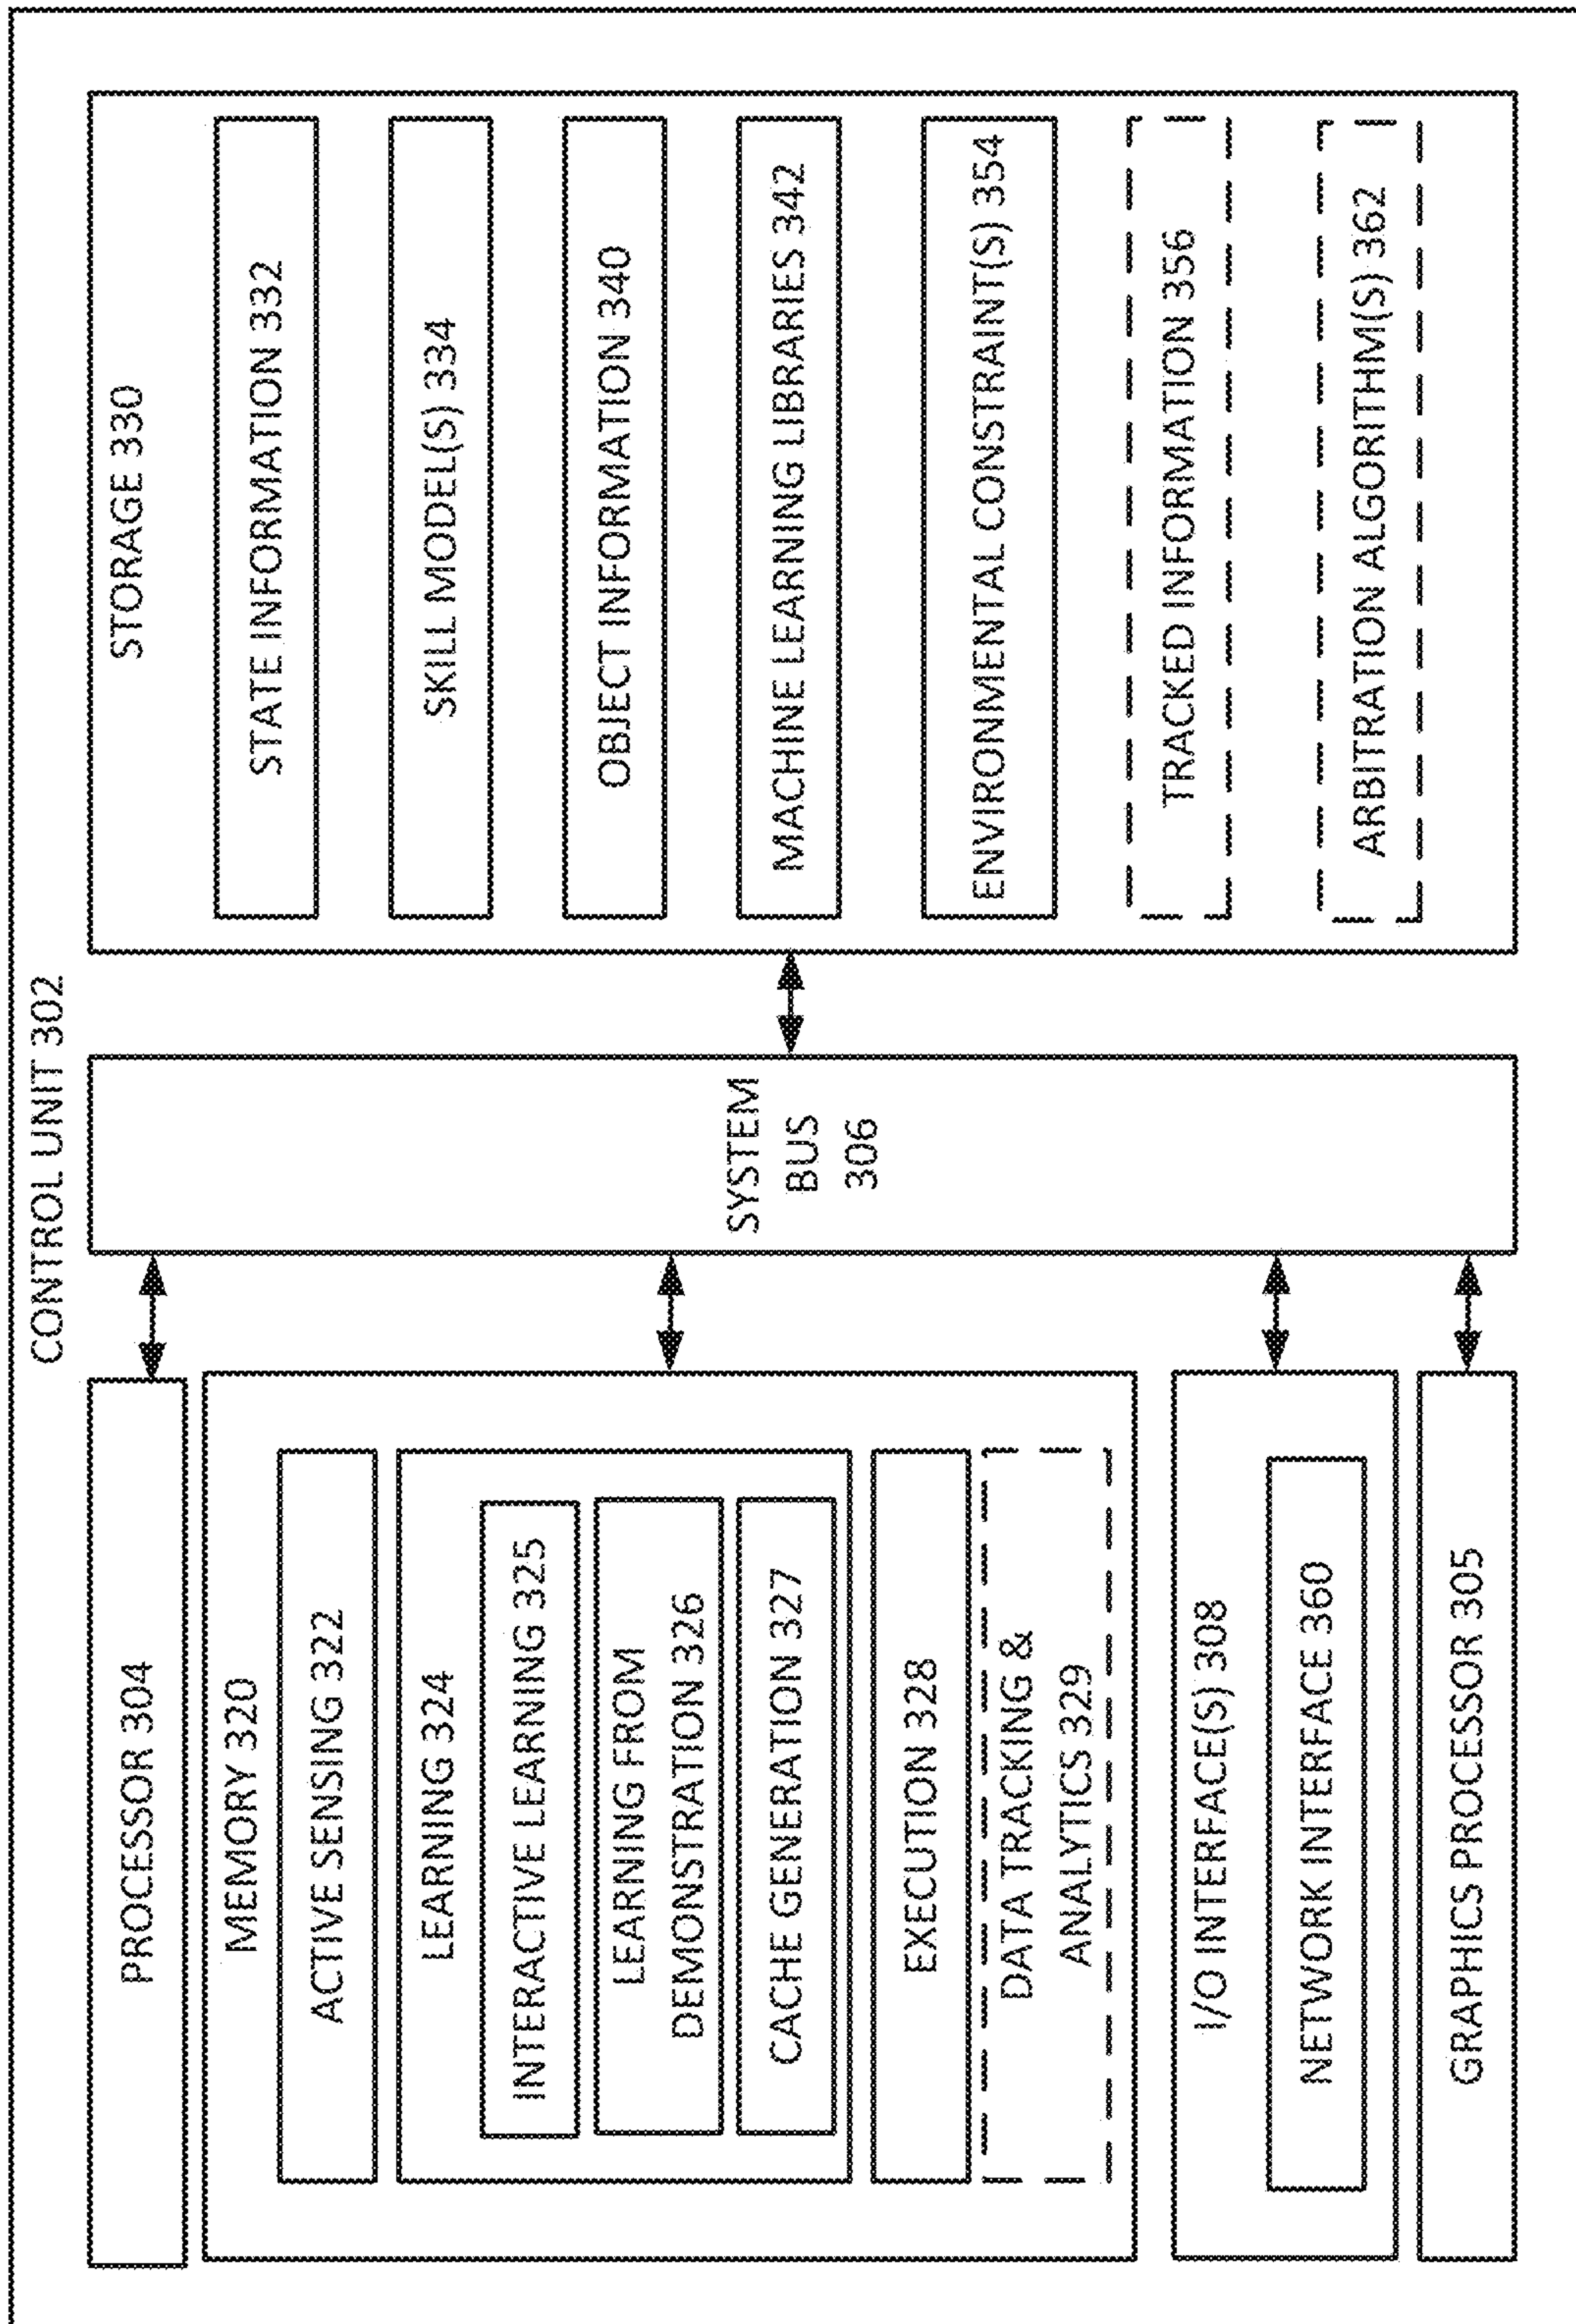 CONTROL UNIT 302
PROCESSOR 304
MEMORY 320
ACTIVE SENSING 322
LEARNING 324
INTERACTIVE LEARNING 325
LEARNING FROM
DEMONSTRATION 326
CACHE GENERATION 327
EXECUTION 328
DATA TRACKING &
ANALYTICS 329
I/O INTERFACE(S) 308
NETWORK INTERFACE 360
GRAPHICS PROCESSOR 305
SYSTEM
BUS
306
STORAGE 330
STATE INFORMATION 332
SKILL MODEL(S) 334
OBJECT INFORMATION 340
MACHINE LEARNING LIBRARIES 342
ENVIRONMENTAL CONSTRAINT(S) 354
TRACKED INFORMATION 356
ARBITRATION ALGORITHM(S) 362